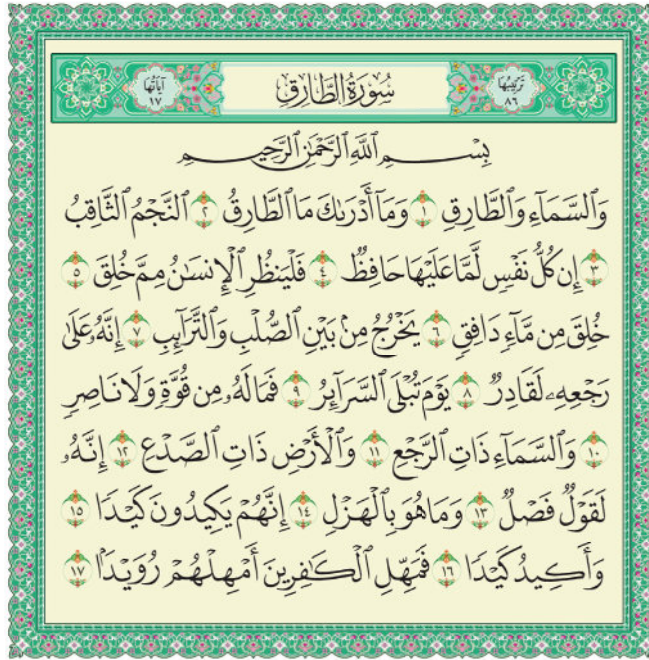 ترتيبها ٨٦
سُورَةُ الطَّارِقِ
آياتها ١٧
بِسْمِ ٱللَّهِ ٱلرَّحْمَٰنِ ٱلرَّحِيمِ
وَٱلسَّمَآءِ وَٱلطَّارِقِ ١ وَمَآ أَدْرَىٰكَ مَا ٱلطَّارِقُ ٢ ٱلنَّجْمُ ٱلثَّاقِبُ
٣ إِن كُلُّ نَفْسٍ لَّمَّا عَلَيْهَا حَافِظٌ ٤ فَلْيَنظُرِ ٱلْإِنسَٰنُ مِمَّ خُلِقَ ٥
خُلِقَ مِن مَّآءٍ دَافِقٍ ٦ يَخْرُجُ مِنۢ بَيْنِ ٱلصُّلْبِ وَٱلتَّرَآئِبِ ٧ إِنَّهُۥ عَلَىٰ
رَجْعِهِۦ لَقَادِرٌ ٨ يَوْمَ تُبْلَى ٱلسَّرَآئِرُ ٩ فَمَا لَهُۥ مِن قُوَّةٍ وَلَا نَاصِرٍ
١٠ وَٱلسَّمَآءِ ذَاتِ ٱلرَّجْعِ ١١ وَٱلْأَرْضِ ذَاتِ ٱلصَّدْعِ ١٢ إِنَّهُۥ
لَقَوْلٌ فَصْلٌ ١٣ وَمَا هُوَ بِٱلْهَزْلِ ١٤ إِنَّهُمْ يَكِيدُونَ كَيْدًا ١٥
وَأَكِيدُ كَيْدًا ١٦ فَمَهِّلِ ٱلْكَٰفِرِينَ أَمْهِلْهُمْ رُوَيْدًۢا ١٧